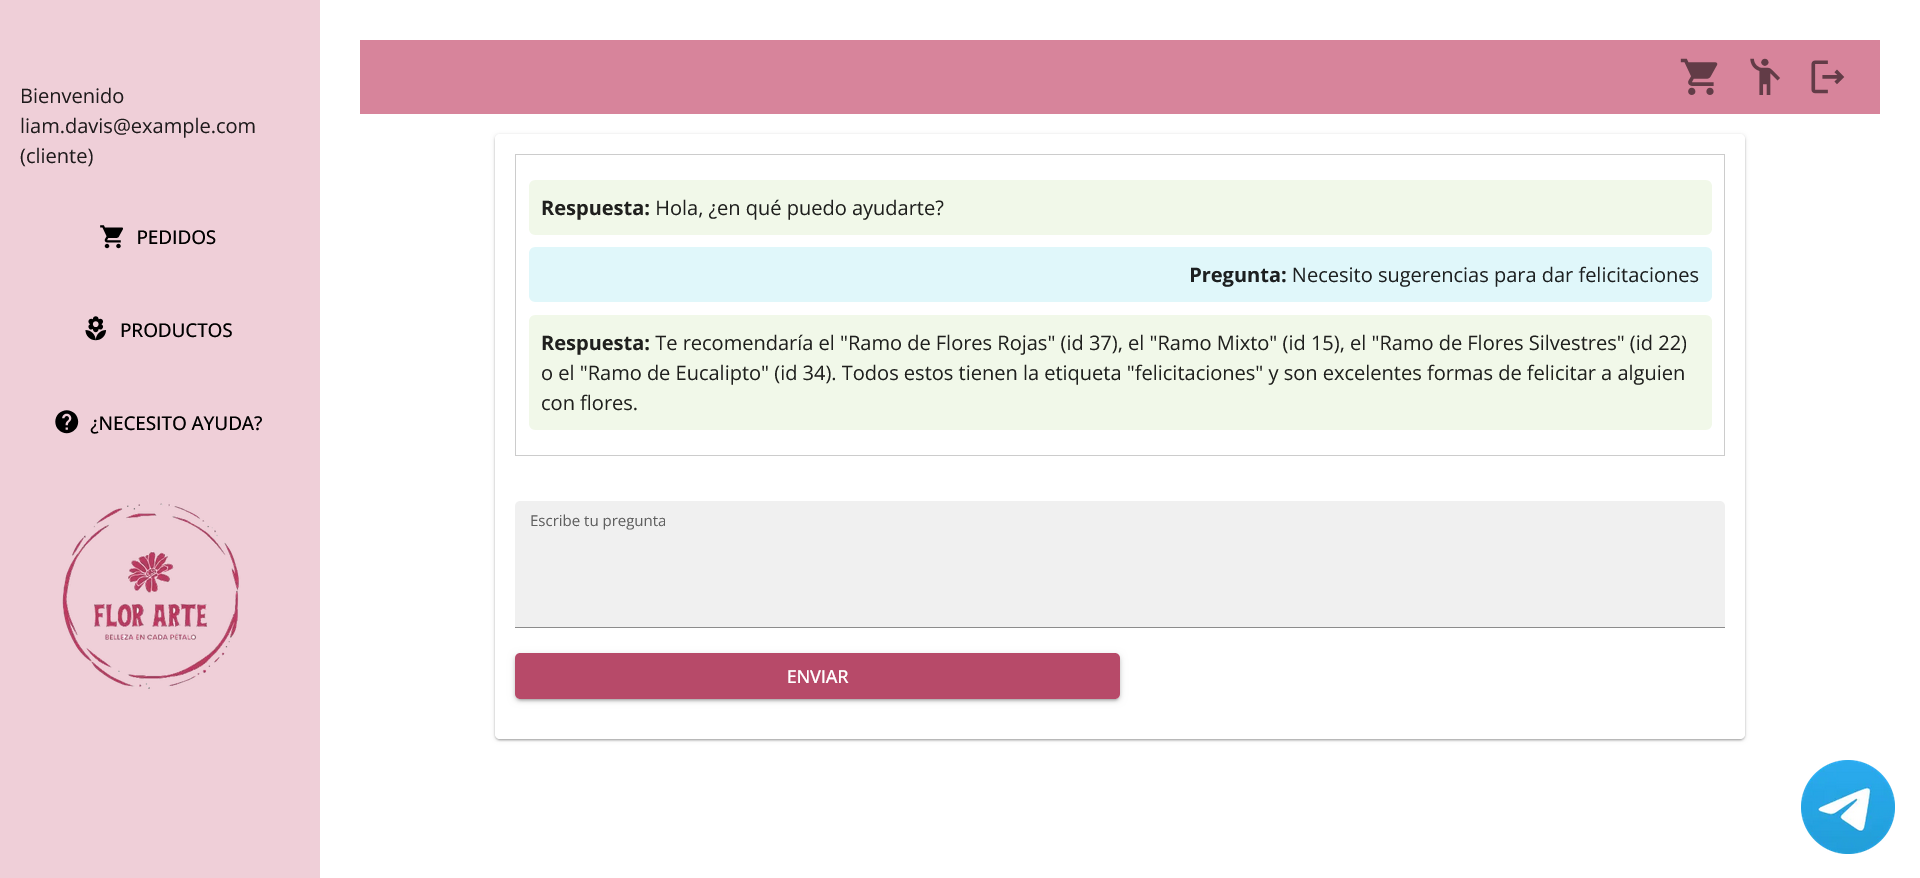 Bienvenido
liam.davis@example.com
(cliente)
PEDIDOS
PRODUCTOS
¿NECESITO AYUDA?
FLOR ARTE
BELLEZA EN CADA PETALO
Respuesta: Hola, ¿en qué puedo ayudarte?
Pregunta: Necesito sugerencias para dar felicitaciones
Respuesta: Te recomendaría el "Ramo de Flores Rojas" (id 37), el "Ramo Mixto" (id 15), el "Ramo de Flores Silvestres" (id 22)
o el "Ramo de Eucalipto" (id 34). Todos estos tienen la etiqueta "felicitaciones" y son excelentes formas de felicitar a alguien
con flores.
Escribe tu pregunta
ENVIAR